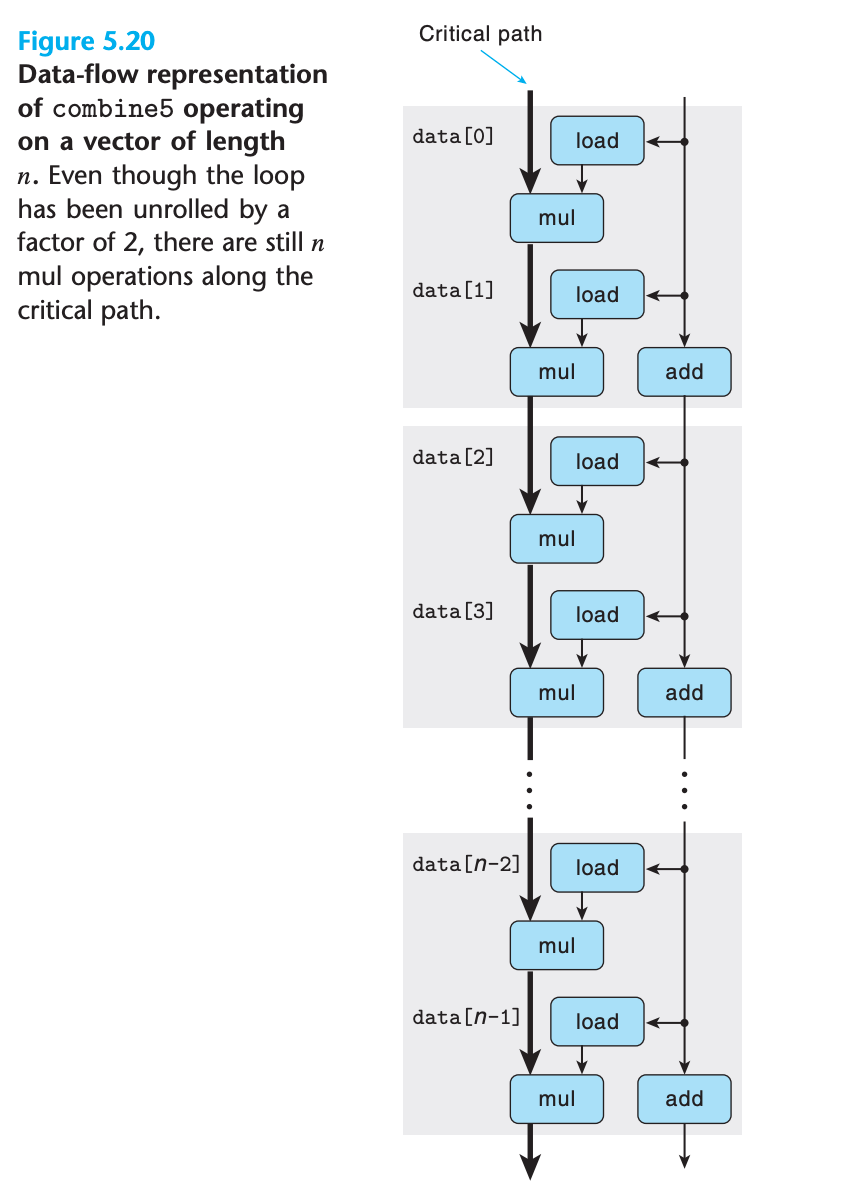 Figure 5.20
Data-flow representation
of combine5 operating
on a vector of length
n. Even though the loop
has been unrolled by a
factor of 2, there are still n
mul operations along the
critical path.
Critical path
data[0]
load
mul
data[1]
load
mul
add
data[2]
load
mul
data[3]
load
mul
add
data[n-2]
load
mul
data[n-1]
load
mul
add